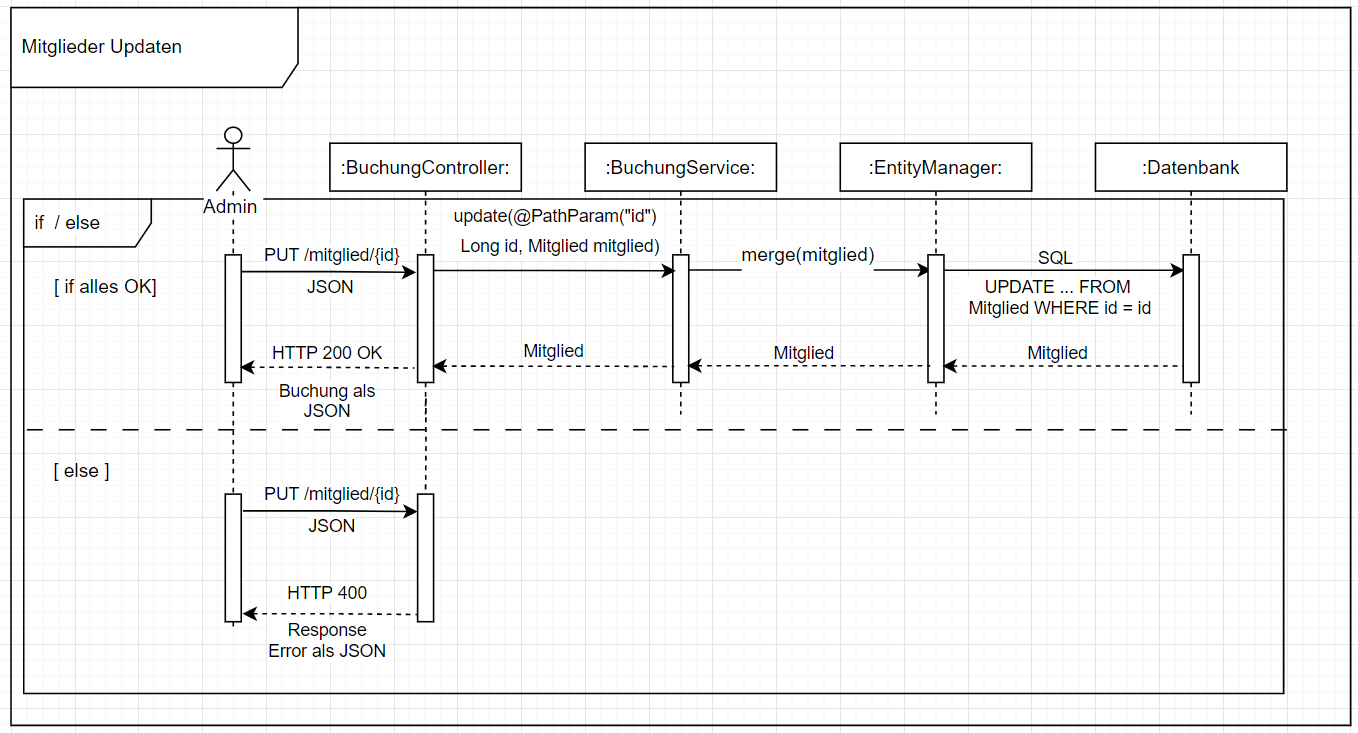 Mitglieder Updaten
:BuchungController:
:BuchungService:
:EntityManager:
:Datenbank
Admin
if / else
update(@PathParam("id")
Long id, Mitglied mitglied)
PUT /mitglied/{id}
JSON
merge(mitglied)
SQL
UPDATE ... FROM
Mitglied WHERE id = id
[ if alles OK]
HTTP 200 OK
Buchung als
JSON
Mitglied
Mitglied
Mitglied
[ else ]
PUT /mitglied/{id}
JSON
HTTP 400
Response
Error als JSON